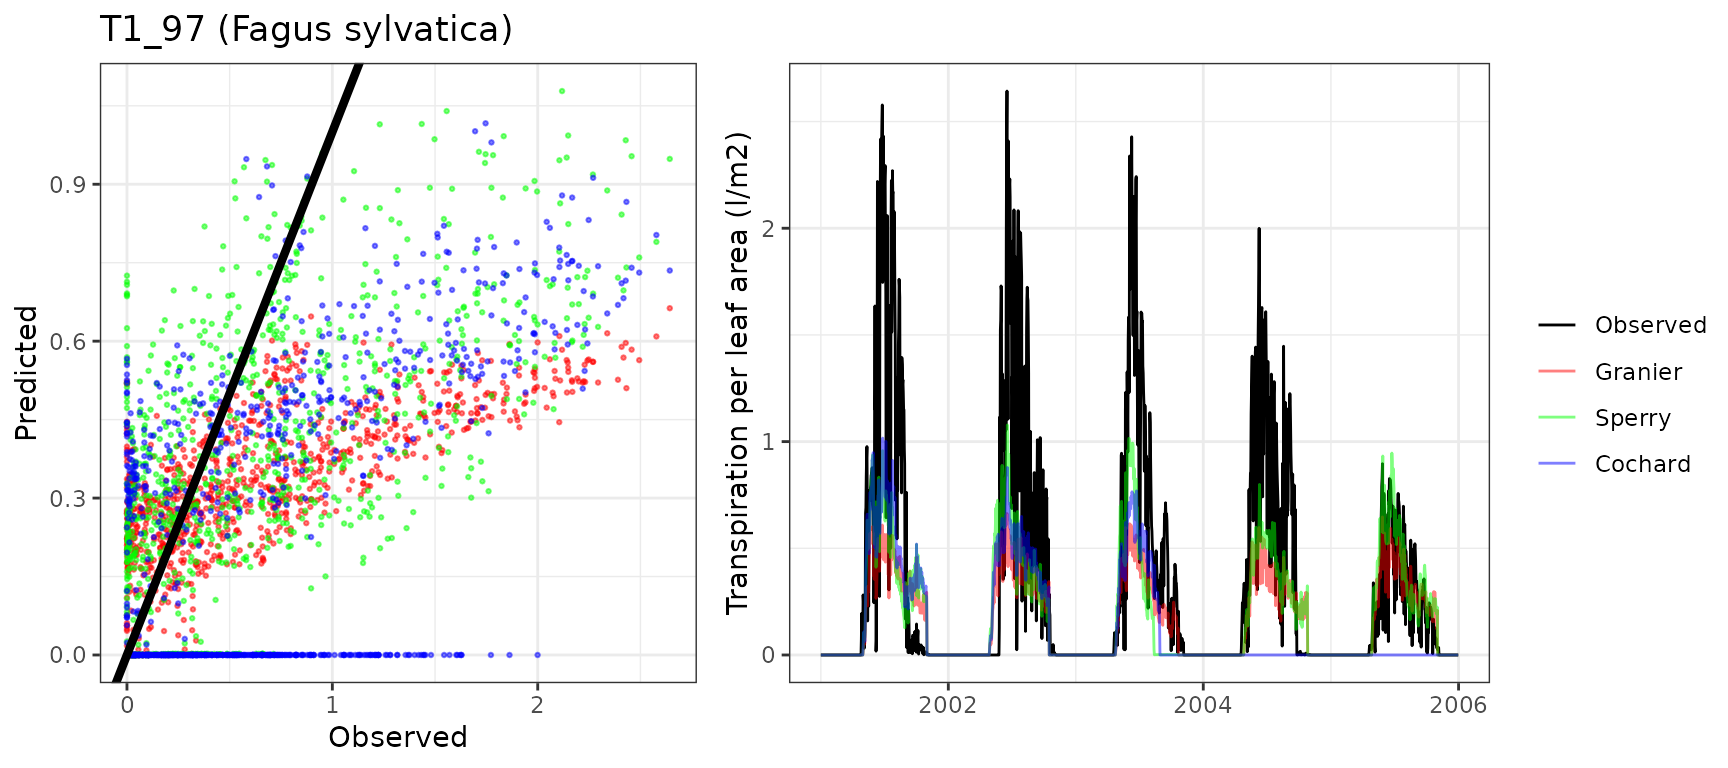 T1_97 (Fagus sylvatica)
Predicted
0.9
0.6
0.3
0.0
0 1 2
Observed
Transpiration per leaf area (l/m2)
2
1
0
2002 2004 2006
Observed
Granier
Sperry
Cochard